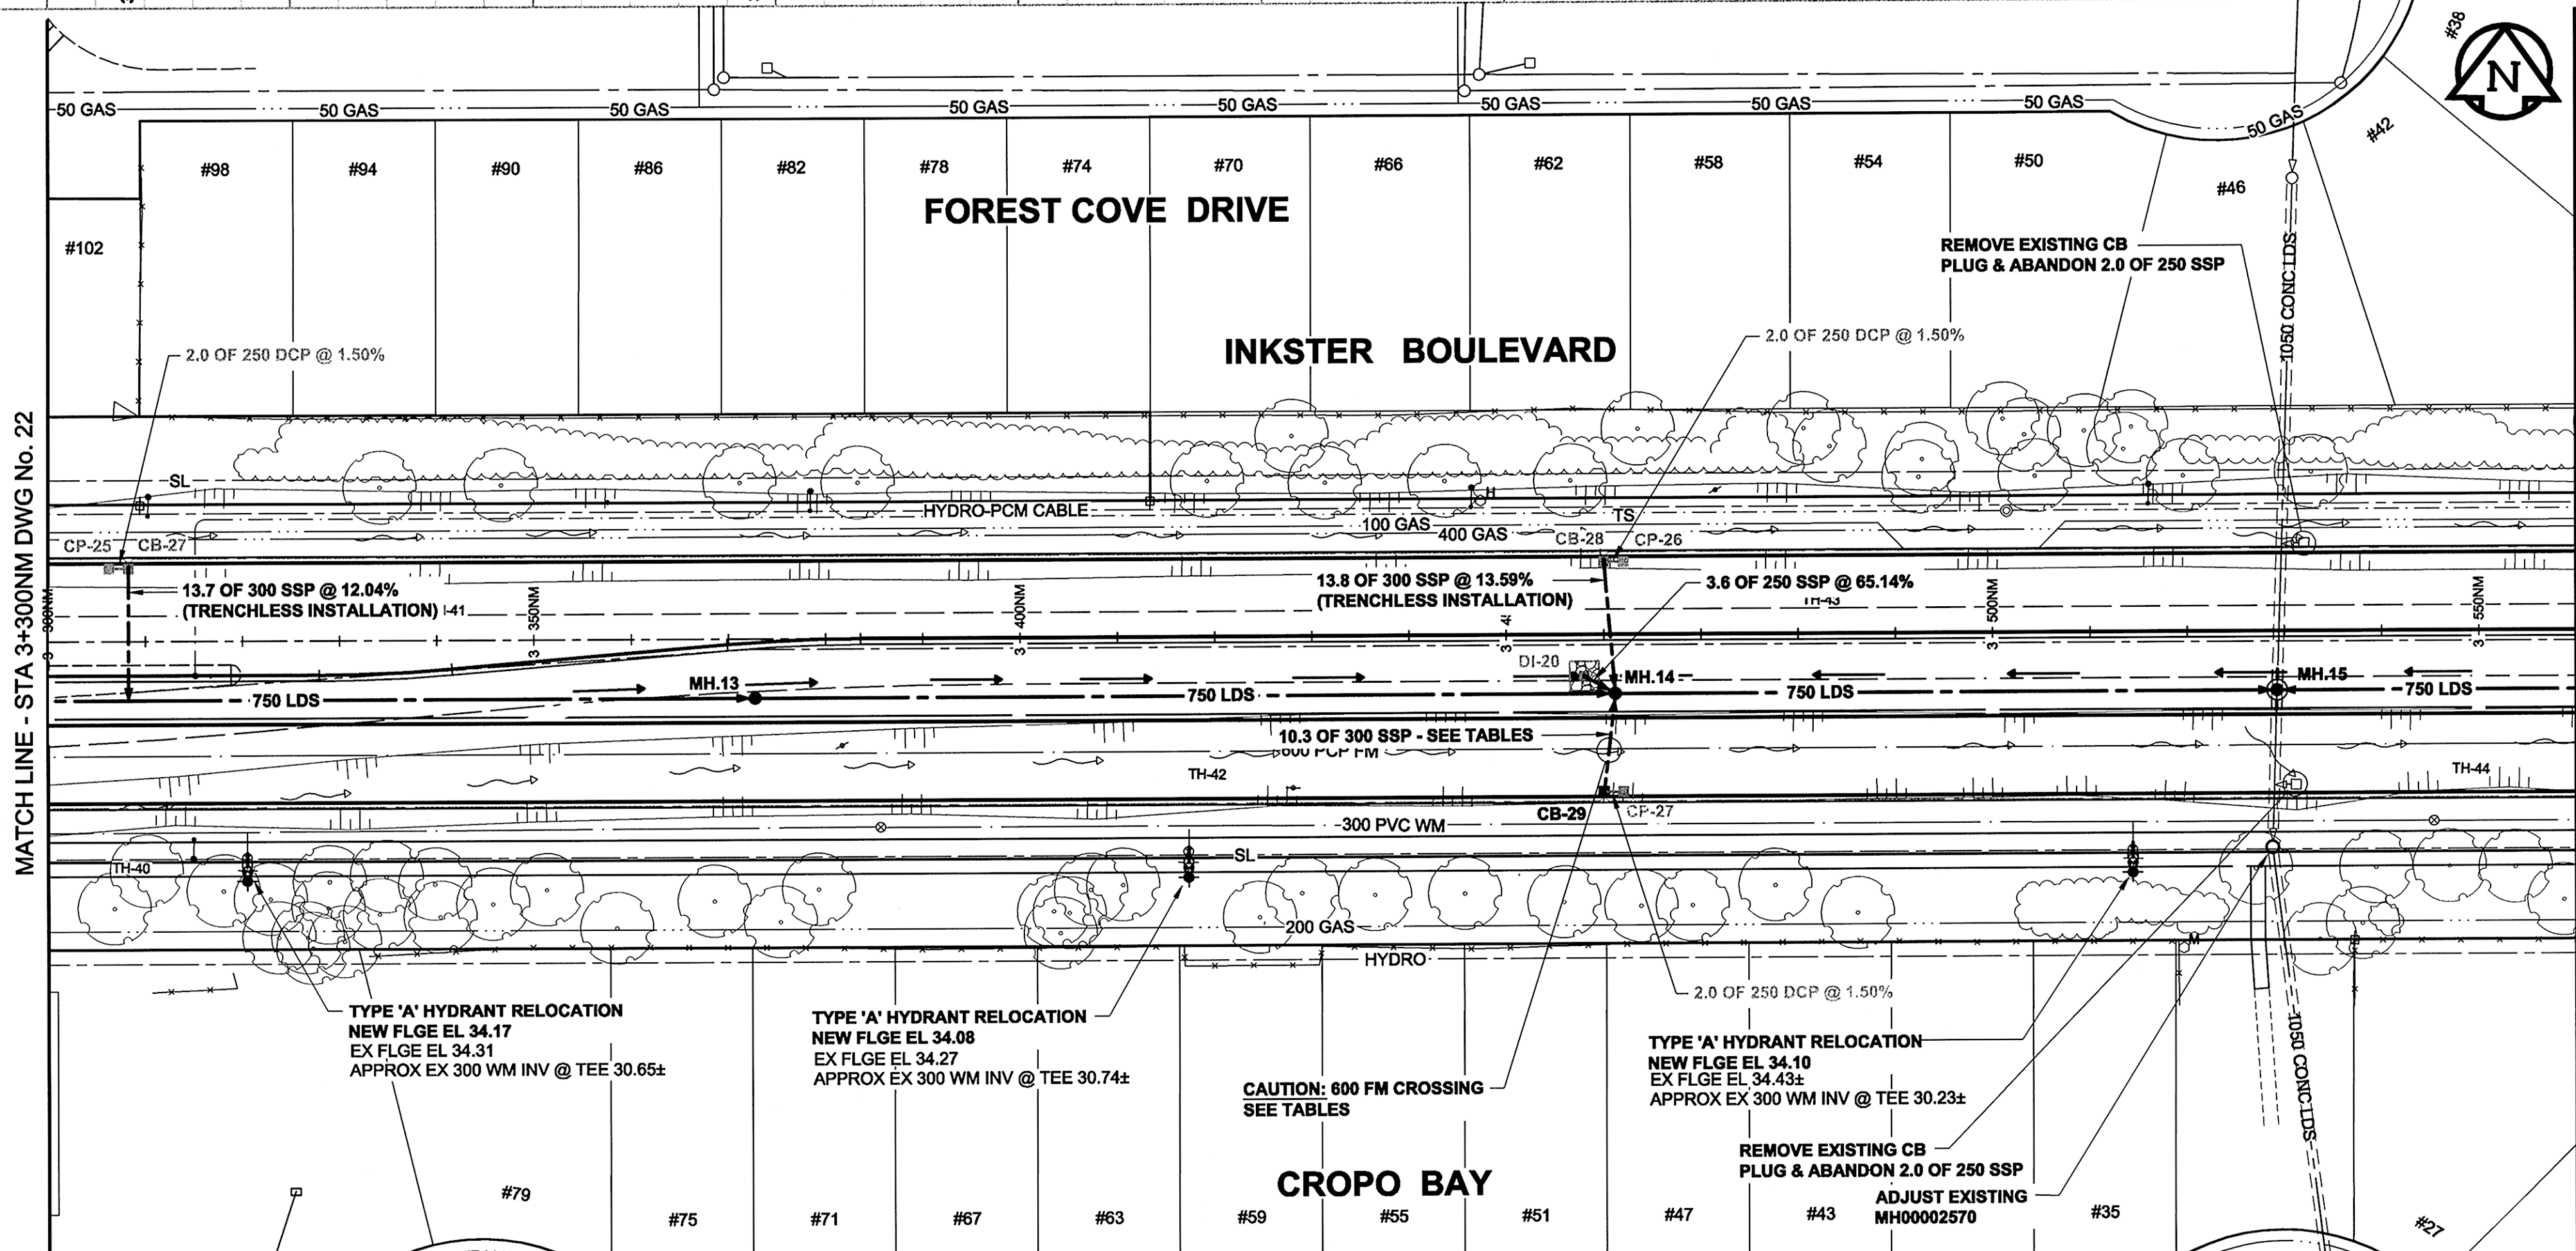 #38
N
50 GAS
50 GAS
50 GAS
50 GAS
50 GAS
50 GAS
50 GAS
50 GAS
50 GAS
#42
#98
#94
#90
#86
#82
#78
#74
#70
#66
#62
#58
#54
#50
#46
FOREST COVE DRIVE
#102
REMOVE EXISTING CB
PLUG & ABANDON 2.0 OF 250 SSP
1050 CONC LDS
2.0 OF 250 DCP @ 1.50%
INKSTER BOULEVARD
2.0 OF 250 DCP @ 1.50%
MATCH LINE - STA 3+300NM DWG No. 22
SL
H
HYDRO-PCM CABLE
100 GAS
TS
400 GAS
CP-25
CB-27
CB-28
CP-26
13.7 OF 300 SSP @ 12.04%
(TRENCHLESS INSTALLATION)
13.8 OF 300 SSP @ 13.59%
(TRENCHLESS INSTALLATION)
3.6 OF 250 SSP @ 65.14%
TH-43
3 300NM
3 350NM
3 400NM
3 500NM
3 550NM
DI-20
MH.13
MH.14
MH.15
750 LDS
750 LDS
750 LDS
750 LDS
10.3 OF 300 SSP - SEE TABLES
600 PCP FM
TH-42
TH-44
CB-29
CP-27
300 PVC WM
SL
TH-40
200 GAS
M
HYDRO
2.0 OF 250 DCP @ 1.50%
TYPE 'A' HYDRANT RELOCATION
NEW FLGE EL 34.17
EX FLGE EL 34.31
APPROX EX 300 WM INV @ TEE 30.65±
TYPE 'A' HYDRANT RELOCATION
NEW FLGE EL 34.08
EX FLGE EL 34.27
APPROX EX 300 WM INV @ TEE 30.74±
TYPE 'A' HYDRANT RELOCATION
NEW FLGE EL 34.10
EX FLGE EL 34.43±
APPROX EX 300 WM INV @ TEE 30.23±
1050 CONC LDS
CAUTION: 600 FM CROSSING
SEE TABLES
REMOVE EXISTING CB
PLUG & ABANDON 2.0 OF 250 SSP
ADJUST EXISTING
MH00002570
CROPO BAY
#79
#75
#71
#67
#63
#59
#55
#51
#47
#43
#35
#27